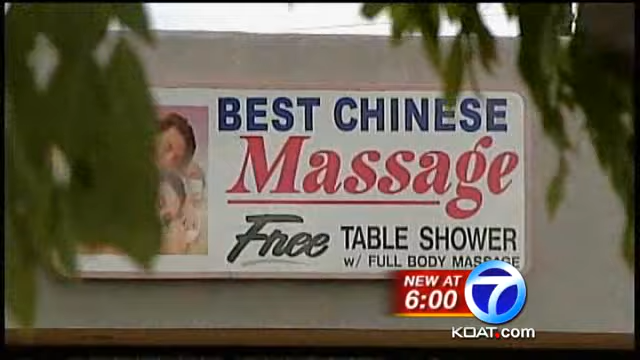 BEST CHINESE
Massage
Free TABLE SHOWER
w/ FULL BODY MASSAGE
NEW AT
6:00
7
KOAT.com